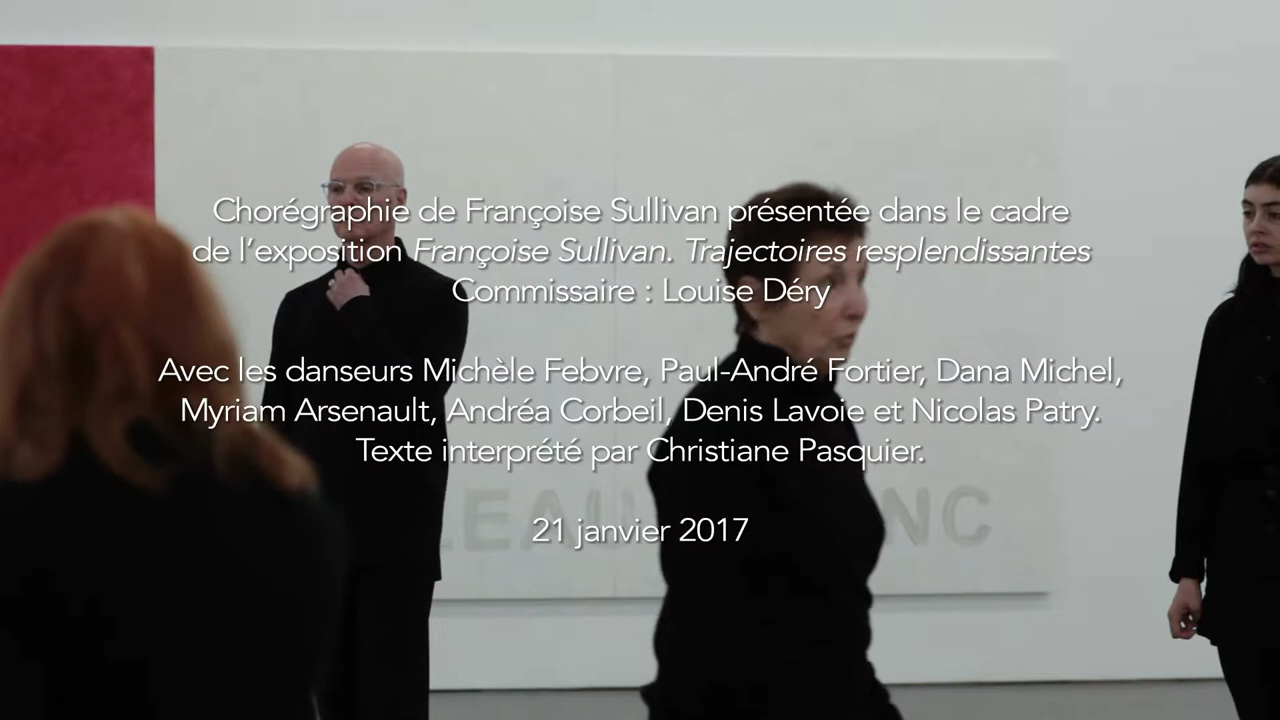 Chorégraphie de Françoise Sullivan présentée dans le cadre
de l'exposition Françoise Sullivan. Trajectoires resplendissantes
Commissaire : Louise Déry
Avec les danseurs Michèle Febvre, Paul-André Fortier, Dana Michel,
Myriam Arsenault, Andréa Corbeil, Denis Lavoie et Nicolas Patry.
Texte interprété par Christiane Pasquier.
21 janvier 2017